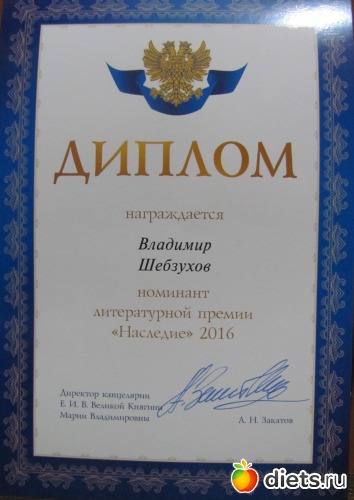 ДИПЛОМ
награждается
Владимир
Шебзухов
номинант
литературной премии
«Наследие» 2016
Директор канцелярии
Е. И. В. Великой Княгини
Марии Владимировны
А. Н. Закатов
diets.ru